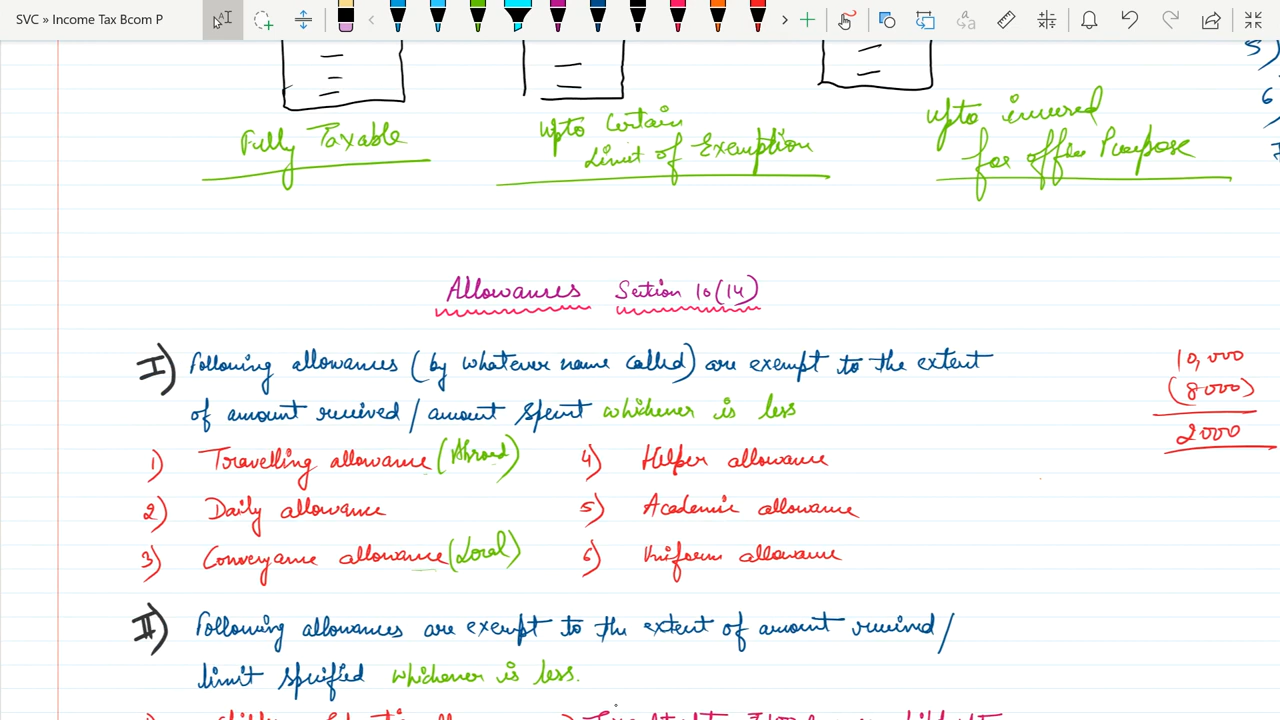 SVC » Income Tax Bcom P
5)
6
Fully Taxable
upto Certain
Limit of Exemption
upto incurred
for office Purpose
Allowances Section 10(14)
I) Following allowances (by whatever name called) are exempt to the extent
of amount received / amount spent whichever is less
10,000
(8000)
2000
1) Travelling allowance (Abroad)
4) Helper allowance
2) Daily allowance
5) Academic allowance
3) Conveyance allowance (Local)
6) Uniform allowance
II) Following allowances are exempt to the extent of amount received /
limit specified whichever is less.